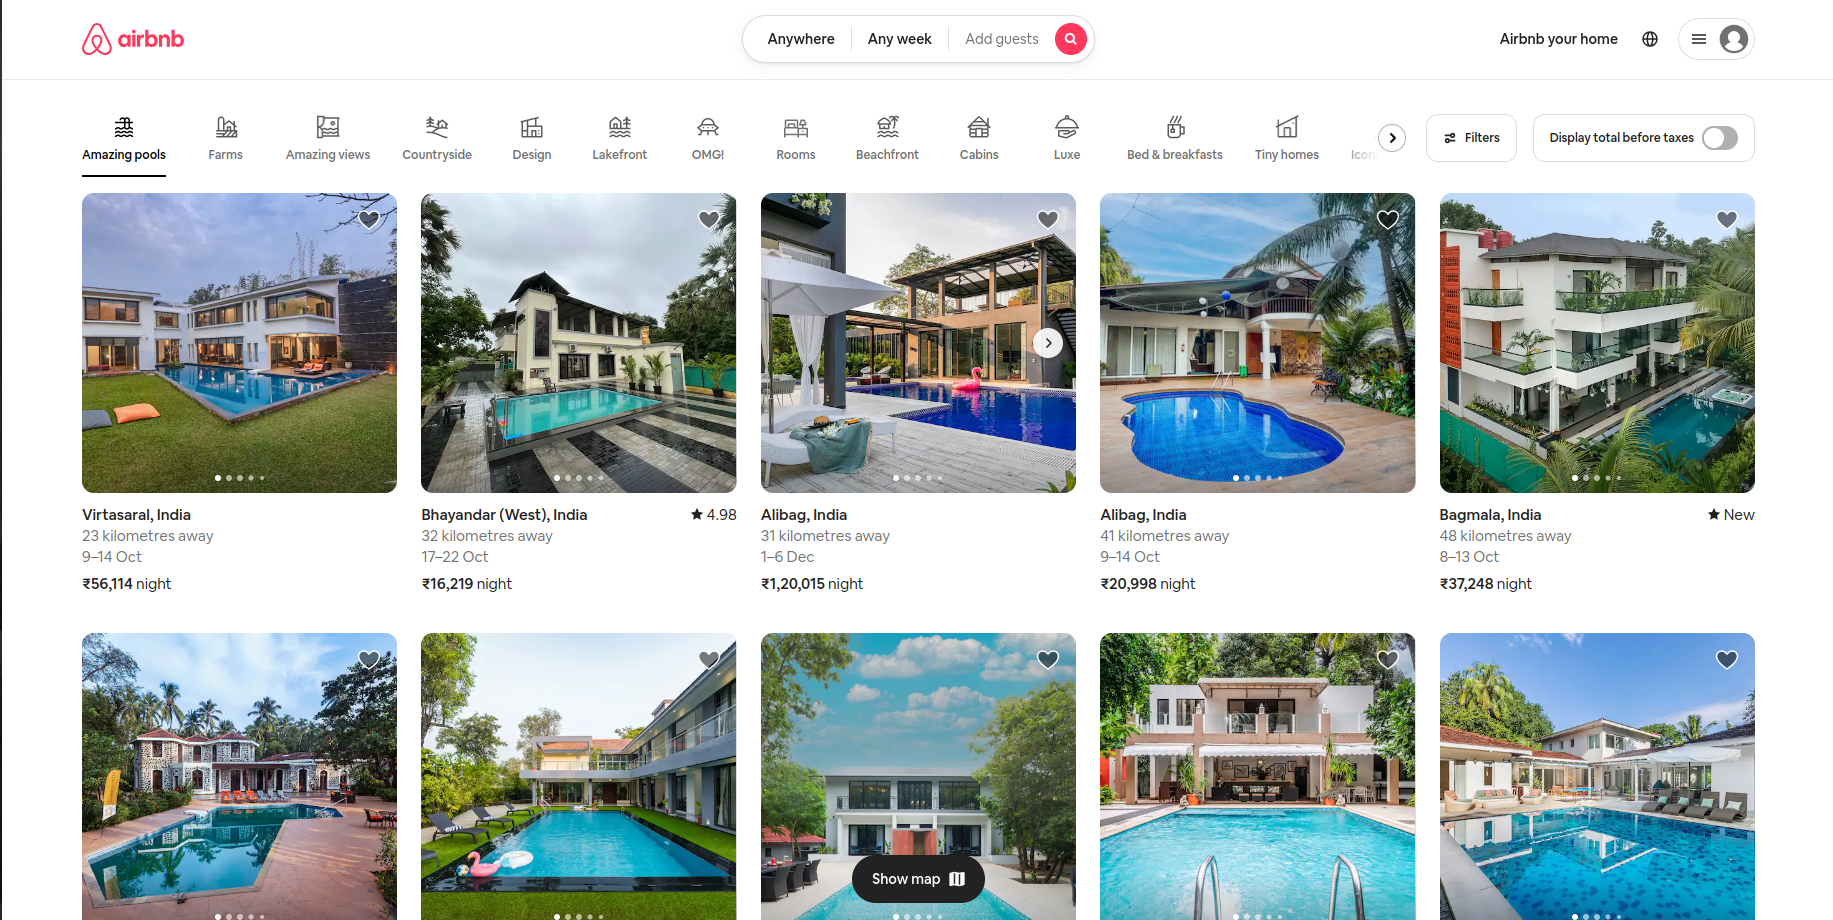 airbnb
Anywhere
Any week
Add guests
Airbnb your home
Amazing pools
Farms
Amazing views
Countryside
Design
Lakefront
OMG!
Rooms
Beachfront
Cabins
Luxe
Bed & breakfasts
Tiny homes
Filters
Display total before taxes
Virtasaral, India
23 kilometres away
9–14 Oct
₹56,114 night
Bhayandar (West), India
4.98
32 kilometres away
17–22 Oct
₹16,219 night
Alibag, India
31 kilometres away
1–6 Dec
₹1,20,015 night
Alibag, India
41 kilometres away
9–14 Oct
₹20,998 night
Bagmala, India
New
48 kilometres away
8–13 Oct
₹37,248 night
Show map